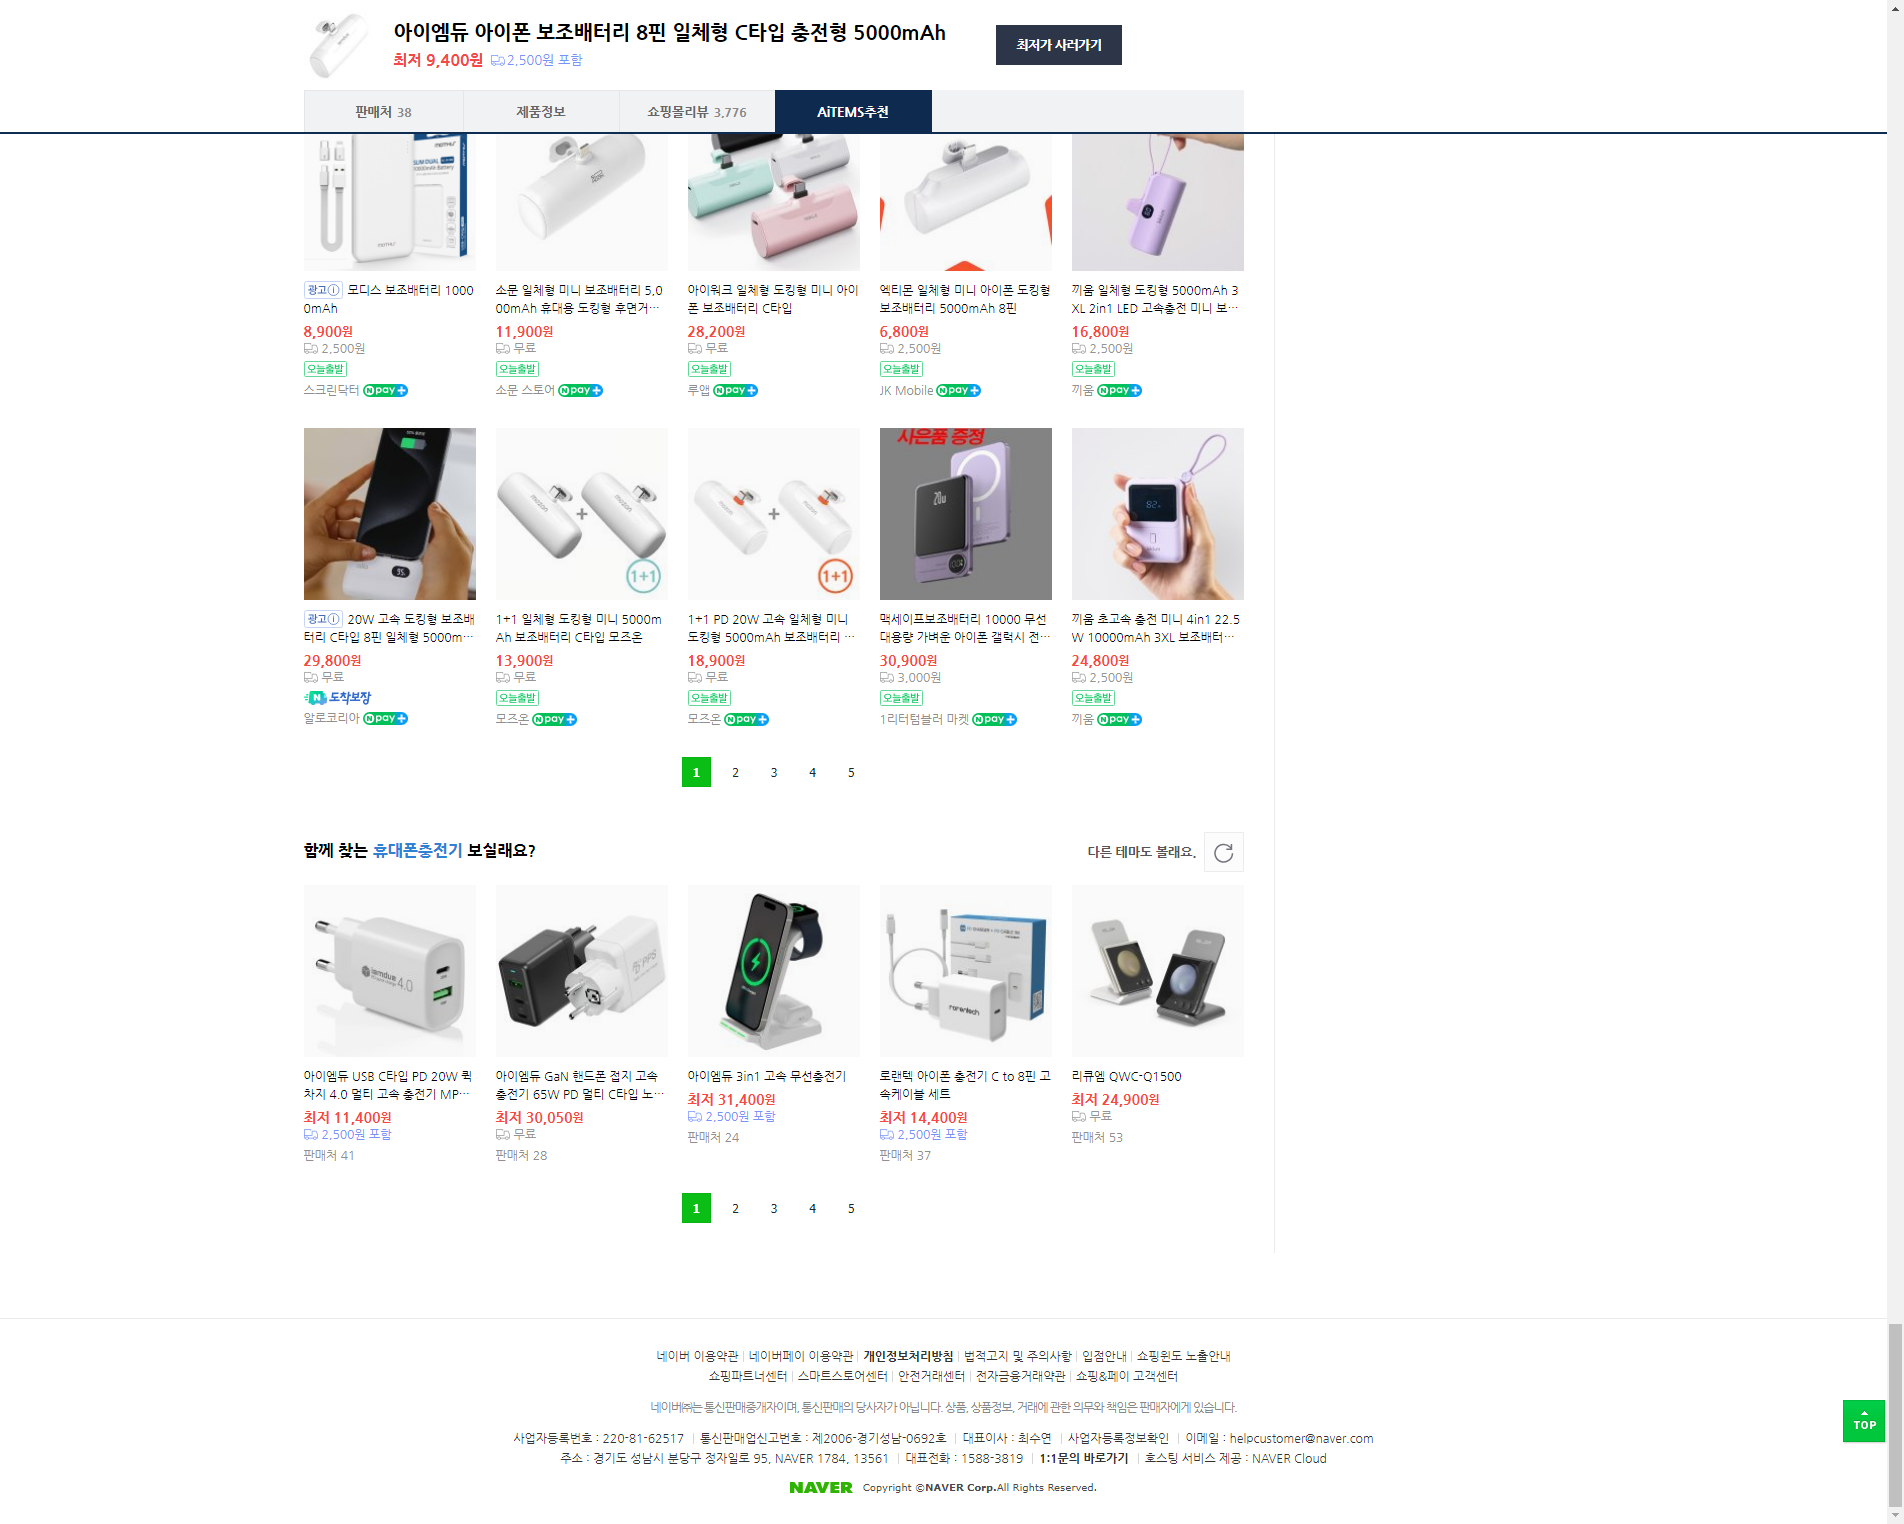 아이엠듀 아이폰 보조배터리 8핀 일체형 C타입 충전형 5000mAh
최저 9,400원 2,500원 포함
최저가 사러가기
판매처 38
제품정보
쇼핑몰리뷰 3,776
AiTEMS추천
광고 모디스 보조배터리 1000
0mAh
8,900원
2,500원
오늘출발
스크린닥터 N pay +
소문 일체형 미니 보조배터리 5,0
00mAh 휴대용 도킹형 후면거…
11,900원
무료
오늘출발
소문 스토어 N pay +
아이워크 일체형 도킹형 미니 아이
폰 보조배터리 C타입
28,200원
무료
오늘출발
루앱 N pay +
엑티몬 일체형 미니 아이폰 도킹형
보조배터리 5000mAh 8핀
6,800원
2,500원
오늘출발
JK Mobile N pay +
끼움 일체형 도킹형 5000mAh 3
XL 2in1 LED 고속충전 미니 보…
16,800원
2,500원
오늘출발
끼움 N pay +
사은품 증정
1+1
1+1
광고 20W 고속 도킹형 보조배
터리 C타입 8핀 일체형 5000m…
29,800원
무료
N 도착보장
알로코리아 N pay +
1+1 일체형 도킹형 미니 5000m
Ah 보조배터리 C타입 모즈온
13,900원
무료
오늘출발
모즈온 N pay +
1+1 PD 20W 고속 일체형 미니
도킹형 5000mAh 보조배터리 …
18,900원
무료
오늘출발
모즈온 N pay +
맥세이프보조배터리 10000 무선
대용량 가벼운 아이폰 갤럭시 전…
30,900원
3,000원
오늘출발
1리터텀블러 마켓 N pay +
끼움 초고속 충전 미니 4in1 22.5
W 10000mAh 3XL 보조배터…
24,800원
2,500원
오늘출발
끼움 N pay +
1 2 3 4 5
함께 찾는 휴대폰충전기 보실래요?
다른 테마도 볼래요.
아이엠듀 USB C타입 PD 20W 퀵
차지 4.0 멀티 고속 충전기 MP…
최저 11,400원
2,500원 포함
판매처 41
아이엠듀 GaN 핸드폰 접지 고속
충전기 65W PD 멀티 C타입 노…
최저 30,050원
무료
판매처 28
아이엠듀 3in1 고속 무선충전기
최저 31,400원
2,500원 포함
판매처 24
로랜텍 아이폰 충전기 C to 8핀 고
속케이블 세트
최저 14,400원
2,500원 포함
판매처 37
리큐엠 QWC-Q1500
최저 24,900원
무료
판매처 53
1 2 3 4 5
네이버 이용약관 네이버페이 이용약관 개인정보처리방침 법적고지 및 주의사항 입점안내 쇼핑윈도 노출안내
쇼핑파트너센터 스마트스토어센터 안전거래센터 전자금융거래약관 쇼핑&페이 고객센터
네이버㈜는 통신판매중개자이며, 통신판매의 당사자가 아닙니다. 상품, 상품정보, 거래에 관한 의무와 책임은 판매자에게 있습니다.
사업자등록번호 : 220-81-62517 통신판매업신고번호 : 제2006-경기성남-0692호 대표이사 : 최수연 사업자등록정보확인 이메일 : helpcustomer@naver.com
주소 : 경기도 성남시 분당구 정자일로 95, NAVER 1784, 13561 대표전화 : 1588-3819 1:1문의 바로가기 호스팅 서비스 제공 : NAVER Cloud
NAVER Copyright ©NAVER Corp.All Rights Reserved.
TOP